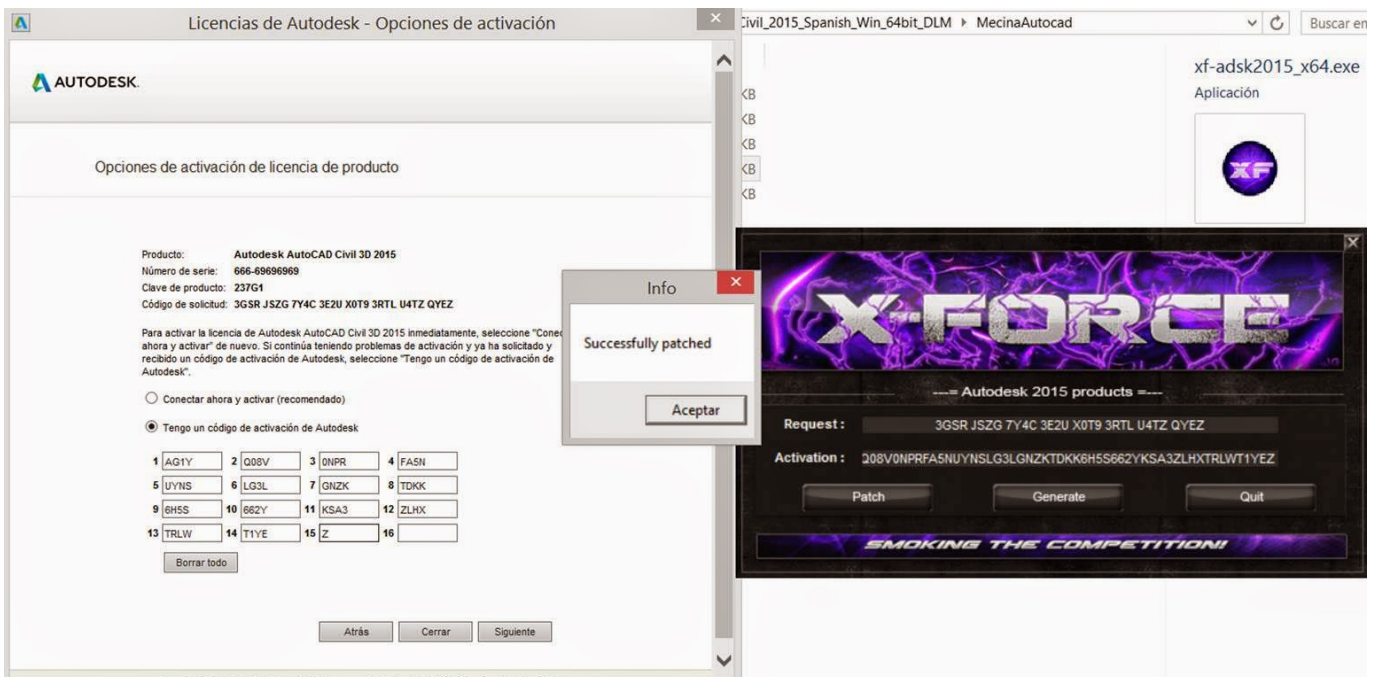 Licencias de Autodesk - Opciones de activación
AUTODESK.
Opciones de activación de licencia de producto
Producto: Autodesk AutoCAD Civil 3D 2015
Número de serie: 666-69696969
Clave de producto: 237G1
Código de solicitud: 3GSR JSZG 7Y4C 3E2U X0T9 3RTL U4TZ QYEZ
Para activar la licencia de Autodesk AutoCAD Civil 3D 2015 inmediatamente, seleccione "Conec
ahora y activar" de nuevo. Si continúa teniendo problemas de activación y ya ha solicitado y
recibido un código de activación de Autodesk, seleccione "Tengo un código de activación de
Autodesk".
Conectar ahora y activar (recomendado)
Tengo un código de activación de Autodesk
1 AG1Y 2 Q08V 3 0NPR 4 FA5N
5 UYNS 6 LG3L 7 GNZK 8 TDKK
9 6H5S 10 662Y 11 KSA3 12 ZLHX
13 TRLW 14 T1YE 15 Z 16
Borrar todo
Atrás Cerrar Siguiente
Info
Successfully patched
Aceptar
Civil_2015_Spanish_Win_64bit_DLM MecinaAutocad
Buscar en
KB
KB
KB
KB
KB
xf-adsk2015_x64.exe
Aplicación
XF
X-FORCE
---= Autodesk 2015 products =---
Request : 3GSR JSZG 7Y4C 3E2U X0T9 3RTL U4TZ QYEZ
Activation : Q08V0NPRFA5NUYNSLG3LGNZKTDKK6H5S662YKSA3ZLHXTRLWT1YEZ
Patch Generate Quit
SMOKING THE COMPETITION!